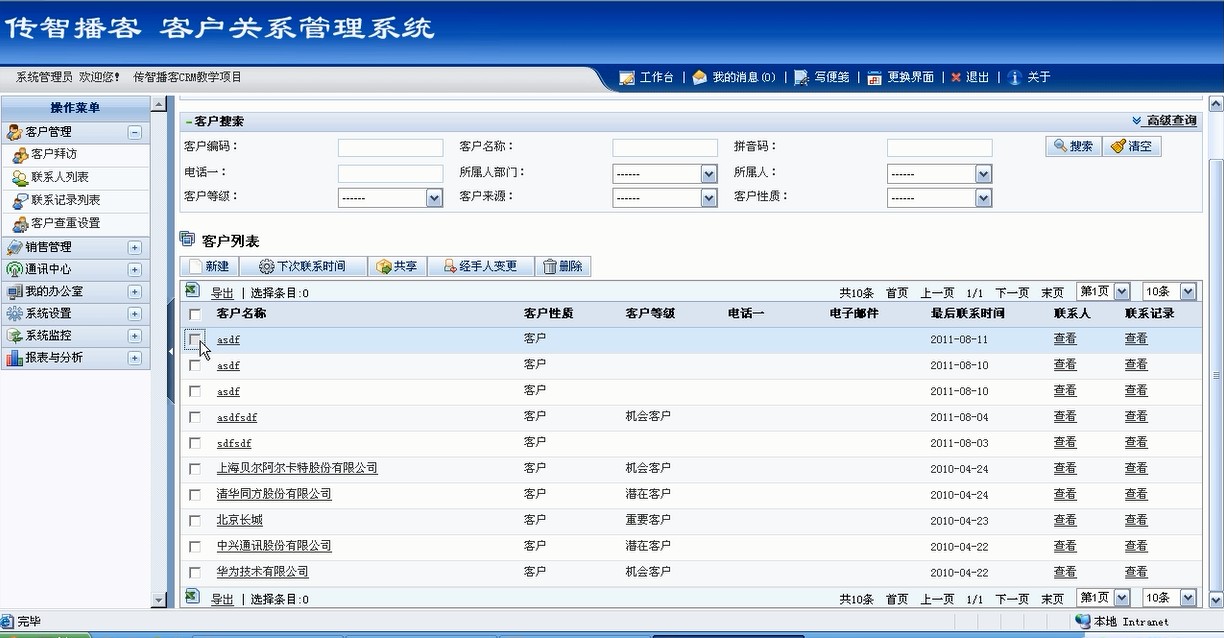 传智播客 客户关系管理系统
系统管理员 欢迎您! 传智播客CRM教学项目
工作台 | 我的消息(0) | 写便笺 | 更换界面 | 退出 | 关于
操作菜单
客户管理
客户拜访
联系人列表
联系记录列表
客户查重设置
销售管理
通讯中心
我的办公室
系统设置
系统监控
报表与分析
客户搜索 高级查询
客户编码： 客户名称： 拼音码： 搜索 清空
电话一： 所属人部门： ------ 所属人： ------
客户等级： ------ 客户来源： ------ 客户性质： ------
客户列表
新建 下次联系时间 共享 经手人变更 删除
导出 | 选择条目:0 共10条 首页 上一页 1/1 下一页 末页 第1页 10条
客户名称 客户性质 客户等级 电话一 电子邮件 最后联系时间 联系人 联系记录
asdf 客户 2011-08-11 查看 查看
asdf 客户 2011-08-10 查看 查看
asdf 客户 2011-08-10 查看 查看
asdfsdf 客户 机会客户 2011-08-04 查看 查看
sdfsdf 客户 2011-08-03 查看 查看
上海贝尔阿尔卡特股份有限公司 客户 机会客户 2010-04-24 查看 查看
清华同方股份有限公司 客户 潜在客户 2010-04-24 查看 查看
北京长城 客户 重要客户 2010-04-23 查看 查看
中兴通讯股份有限公司 客户 潜在客户 2010-04-22 查看 查看
华为技术有限公司 客户 机会客户 2010-04-22 查看 查看
导出 | 选择条目:0 共10条 首页 上一页 1/1 下一页 末页 第1页 10条
完毕 本地 Intranet